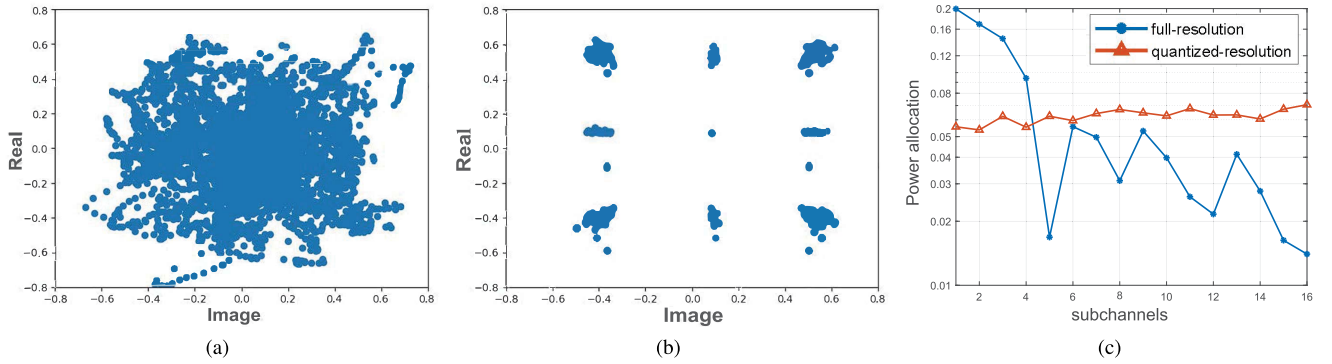 0.8
0.6
0.4
0.2
0.0
−0.2
−0.4
−0.6
−0.8
Real
−0.8 −0.6 −0.4 −0.2 0.0 0.2 0.4 0.6 0.8
Image
(a)
0.8
0.6
0.4
0.2
0.0
−0.2
−0.4
−0.6
−0.8
Real
−0.8 −0.6 −0.4 −0.2 0.0 0.2 0.4 0.6 0.8
Image
(b)
full-resolution
quantized-resolution
0.2
0.16
0.12
0.08
0.05
0.04
0.03
0.02
0.01
Power allocation
2 4 6 8 10 12 14 16
subchannels
(c)